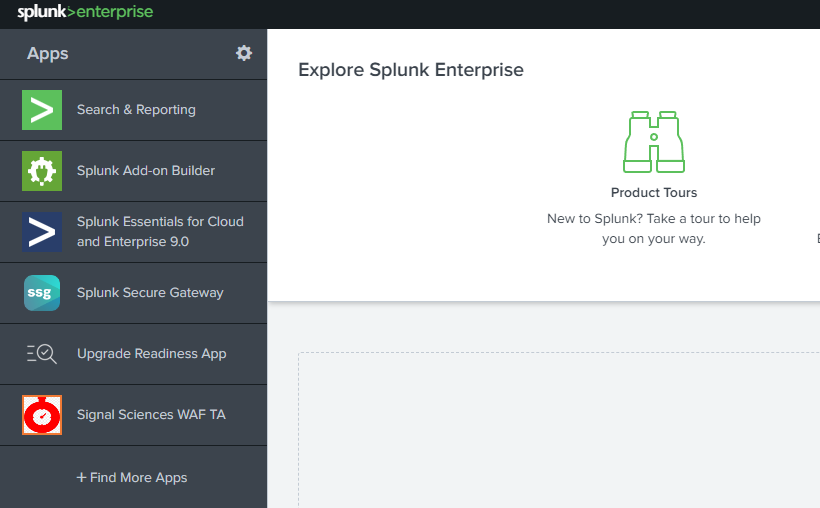 splunk>enterprise
Apps
Search & Reporting
Splunk Add-on Builder
Splunk Essentials for Cloud
and Enterprise 9.0
ssg
Splunk Secure Gateway
Upgrade Readiness App
Signal Sciences WAF TA
+ Find More Apps
Explore Splunk Enterprise
Product Tours
New to Splunk? Take a tour to help
you on your way.